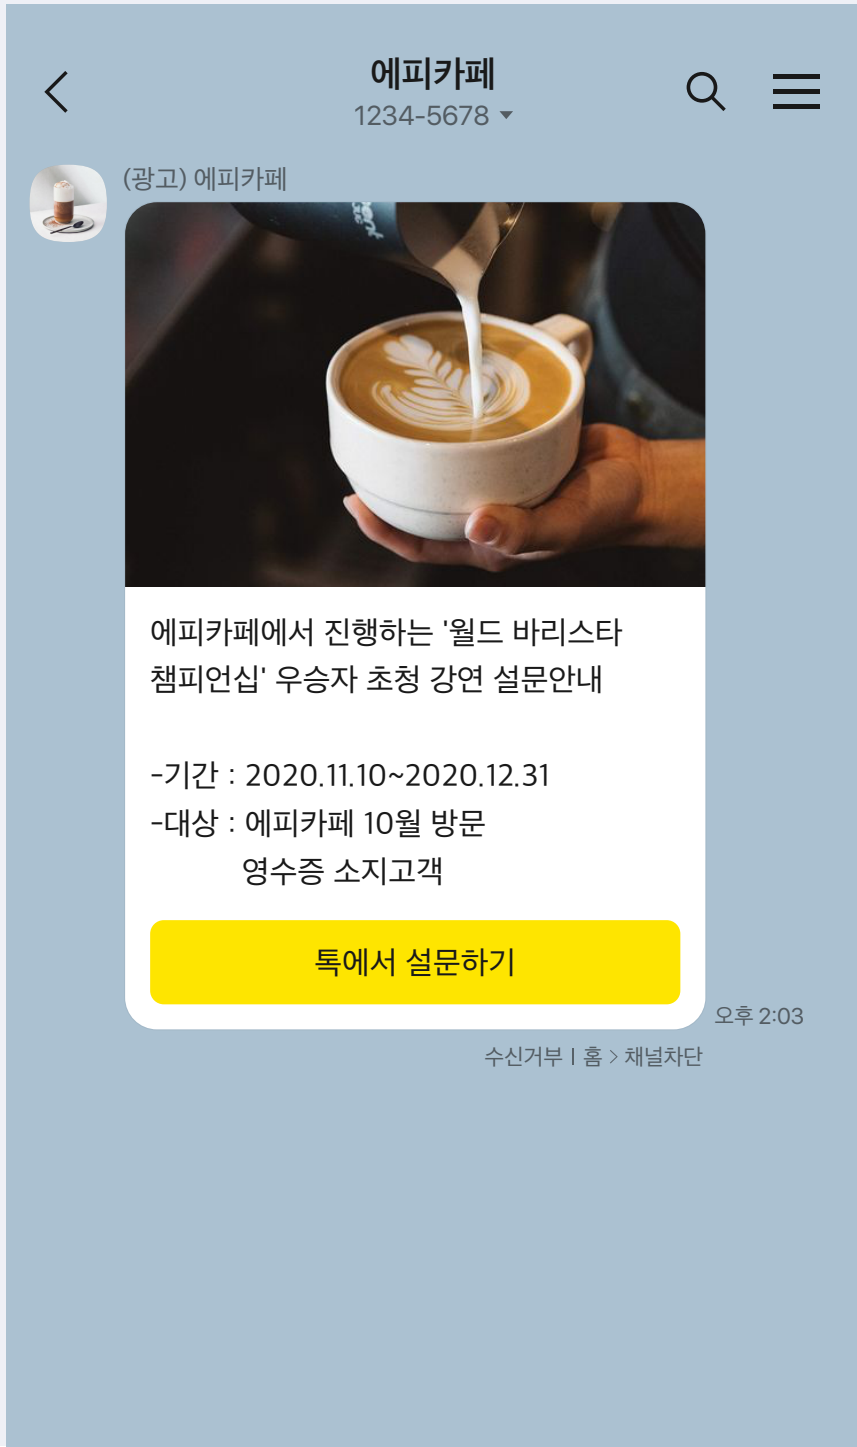 에피카페
1234-5678
(광고) 에피카페
에피카페에서 진행하는 '월드 바리스타
챔피언십' 우승자 초청 강연 설문안내
-기간 : 2020.11.10~2020.12.31
-대상 : 에피카페 10월 방문
영수증 소지고객
톡에서 설문하기
오후 2:03
수신거부 | 홈 > 채널차단